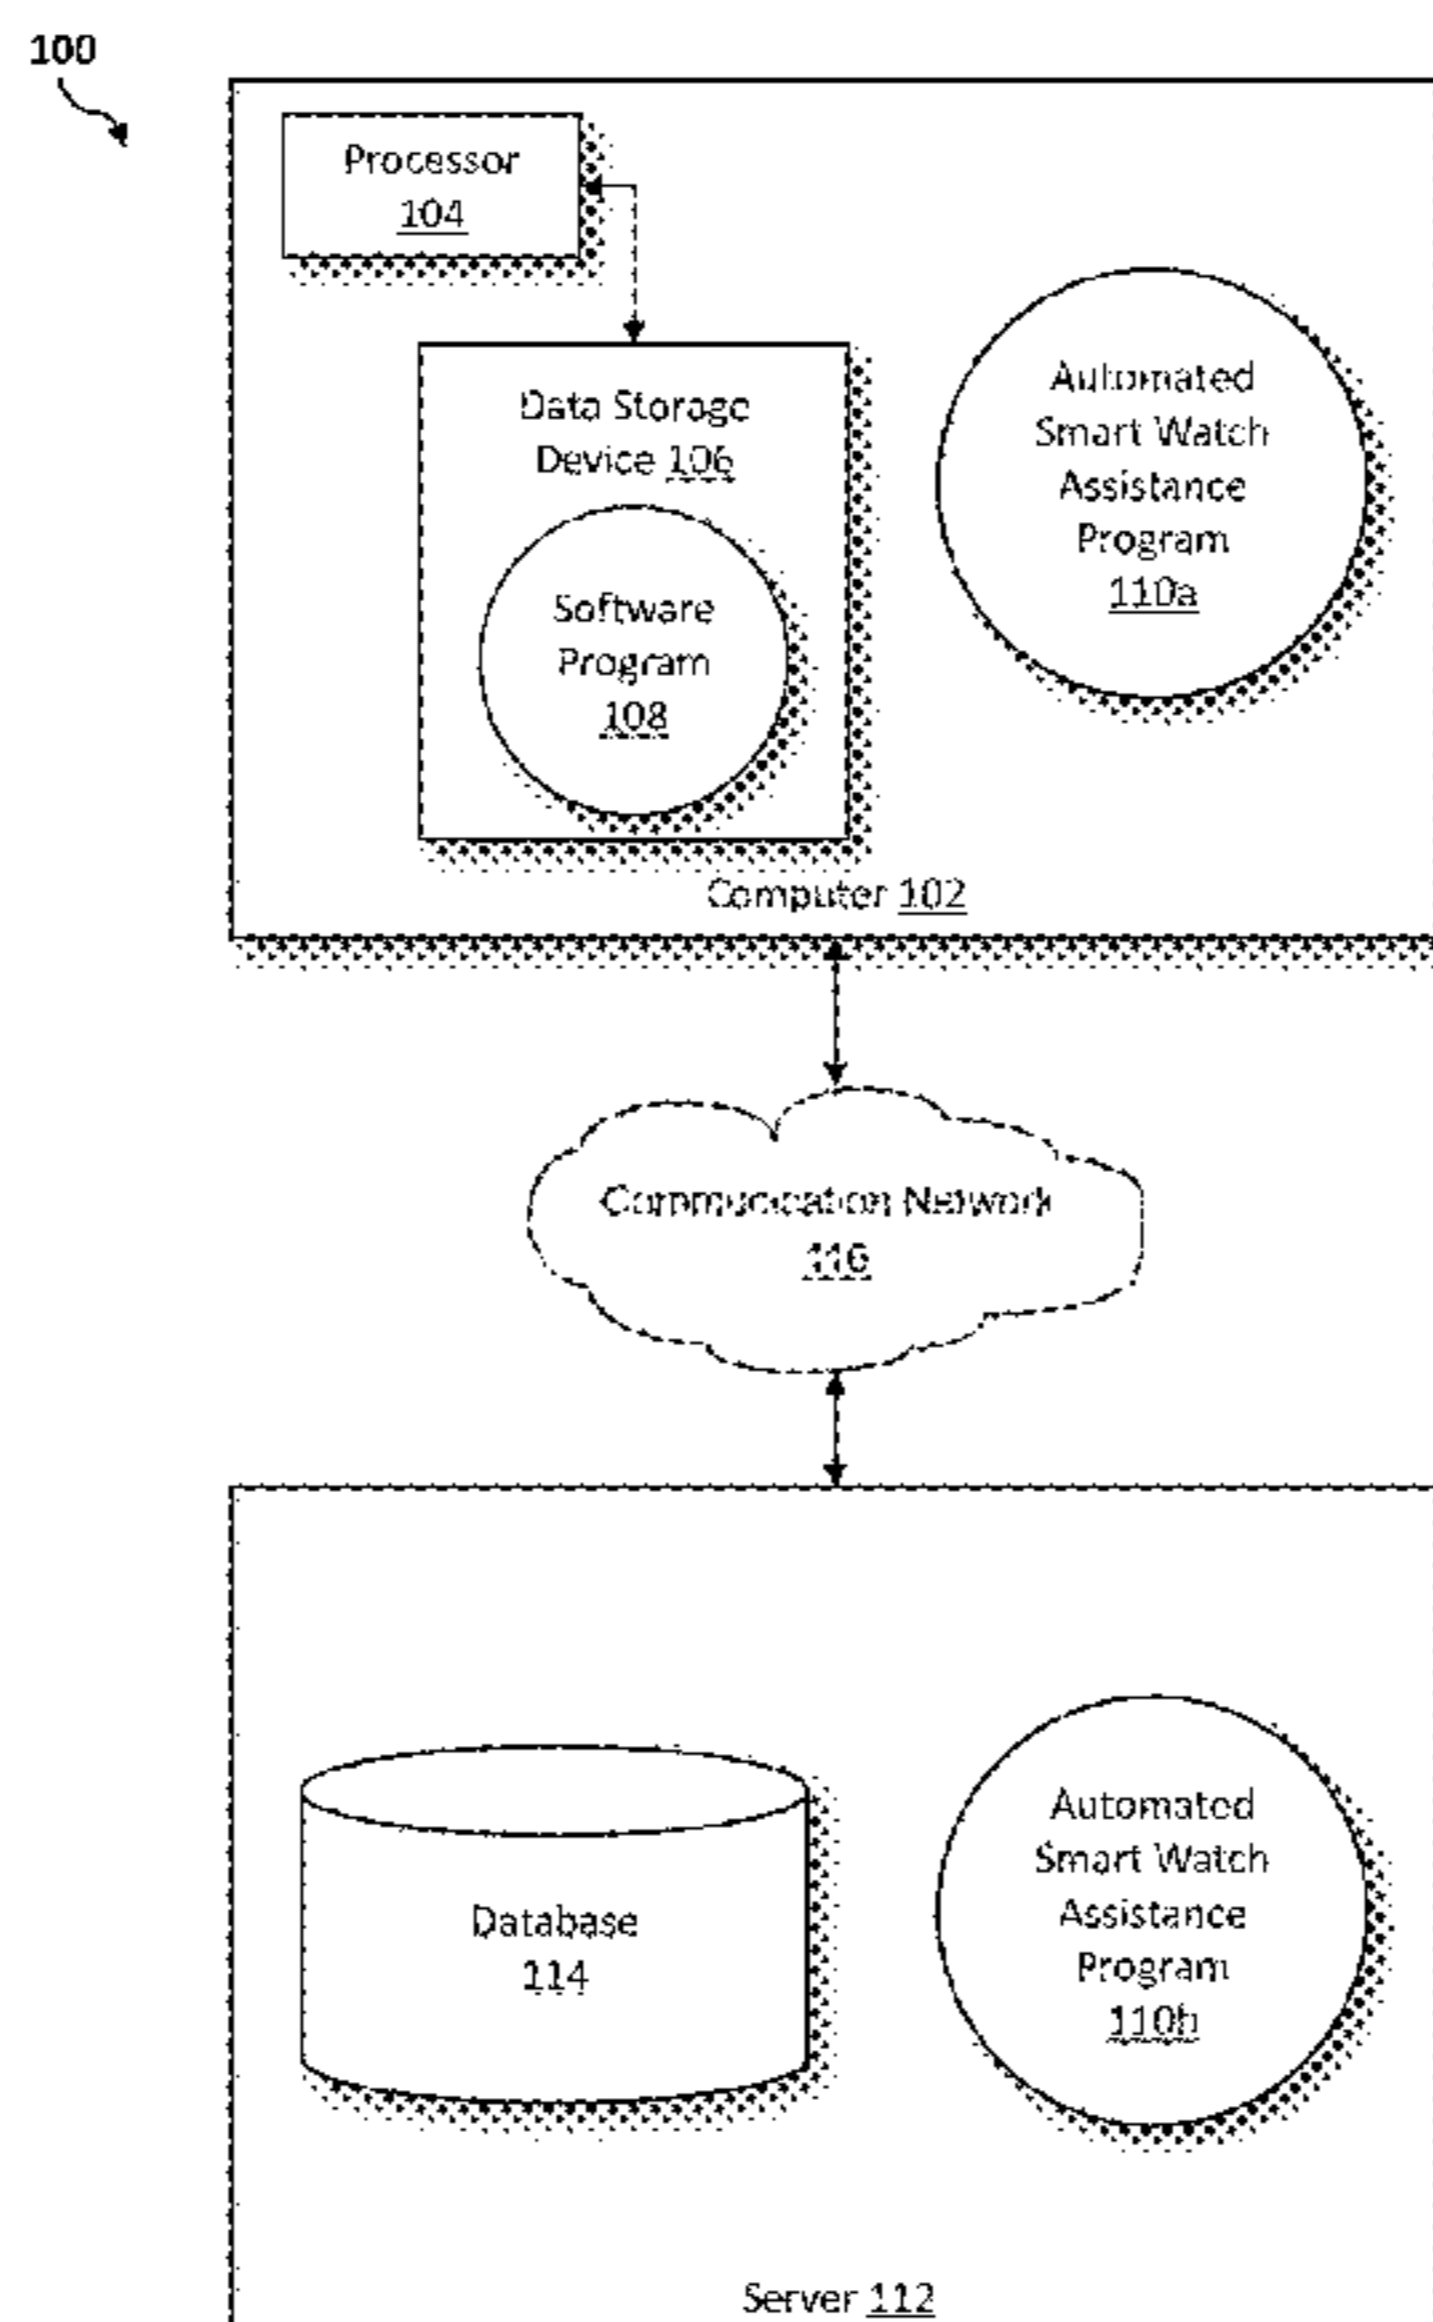 100
Processor
104
Data Storage
Device 106
Software
Program
108
Automated
Smart Watch
Assistance
Program
110a
Computer 102
Communication Network
116
Database
114
Automated
Smart Watch
Assistance
Program
110b
Server 112